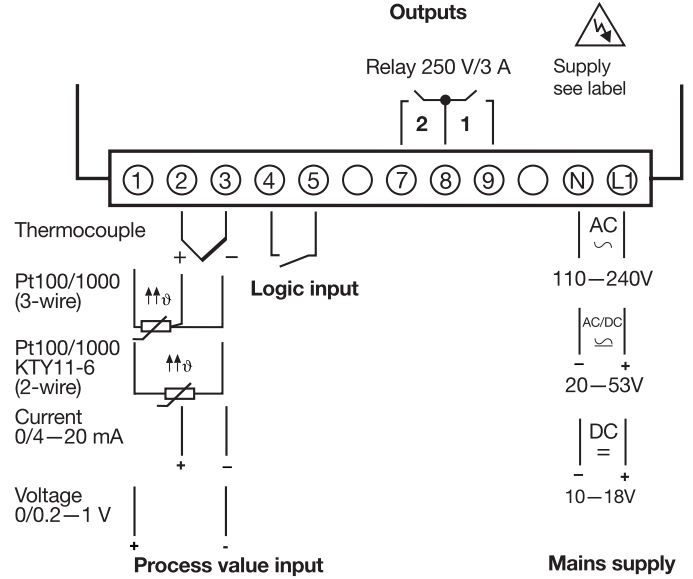 Outputs
Relay 250 V/3 A
Supply
see label
2 1
1 2 3 4 5 7 8 9 N L1
Thermocouple
+ −
Logic input
Pt100/1000
(3-wire)
ϑ
Pt100/1000
KTY11-6
(2-wire)
ϑ
Current
0/4—20 mA
+ −
Voltage
0/0.2—1 V
+ -
Process value input
AC
110—240V
AC/DC
− +
20—53V
DC
=
− +
10—18V
Mains supply